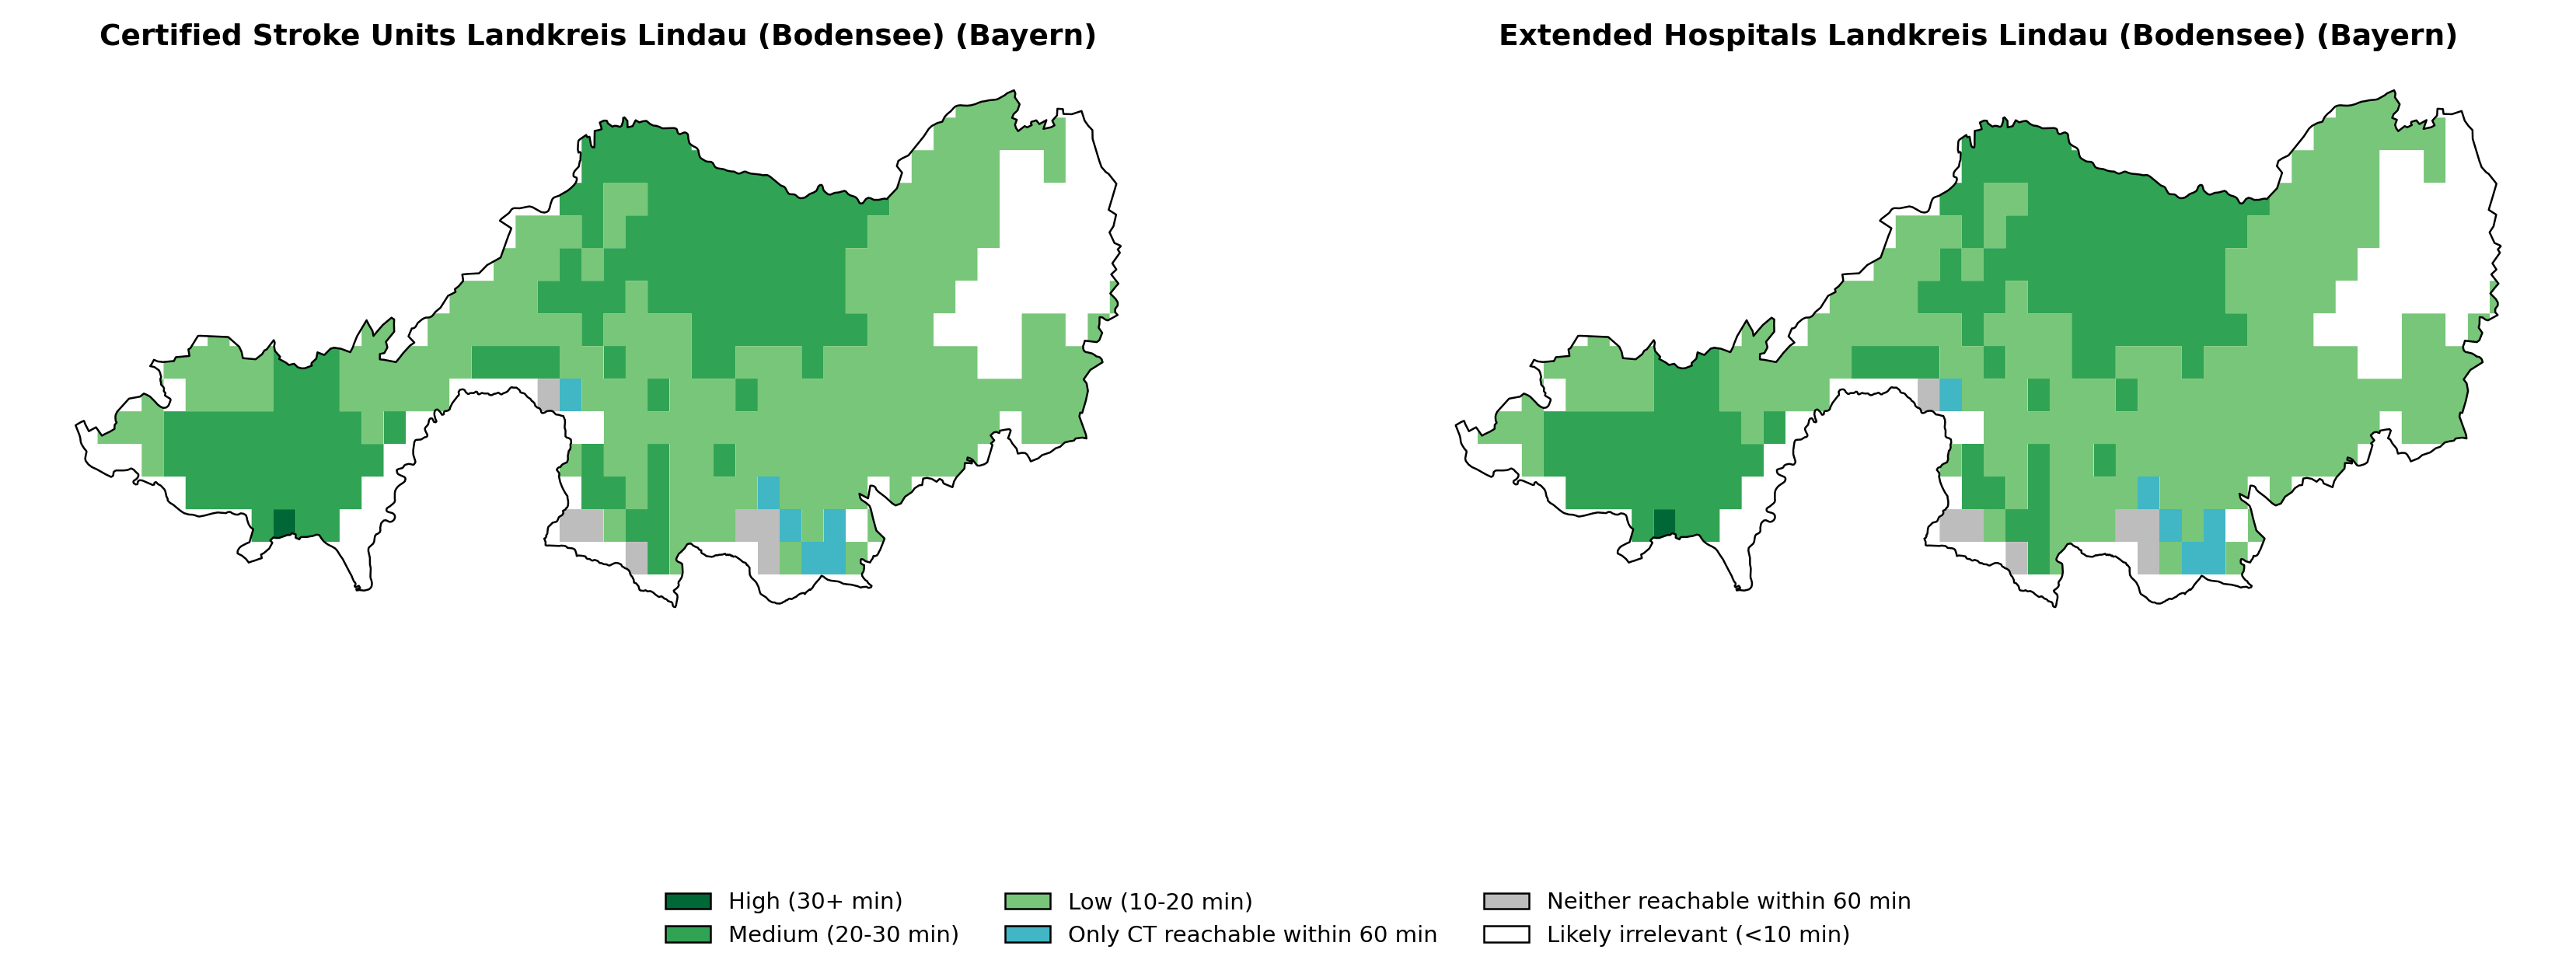 Certified Stroke Units Landkreis Lindau (Bodensee) (Bayern)
Extended Hospitals Landkreis Lindau (Bodensee) (Bayern)
High (30+ min)
Medium (20-30 min)
Low (10-20 min)
Only CT reachable within 60 min
Neither reachable within 60 min
Likely irrelevant (<10 min)